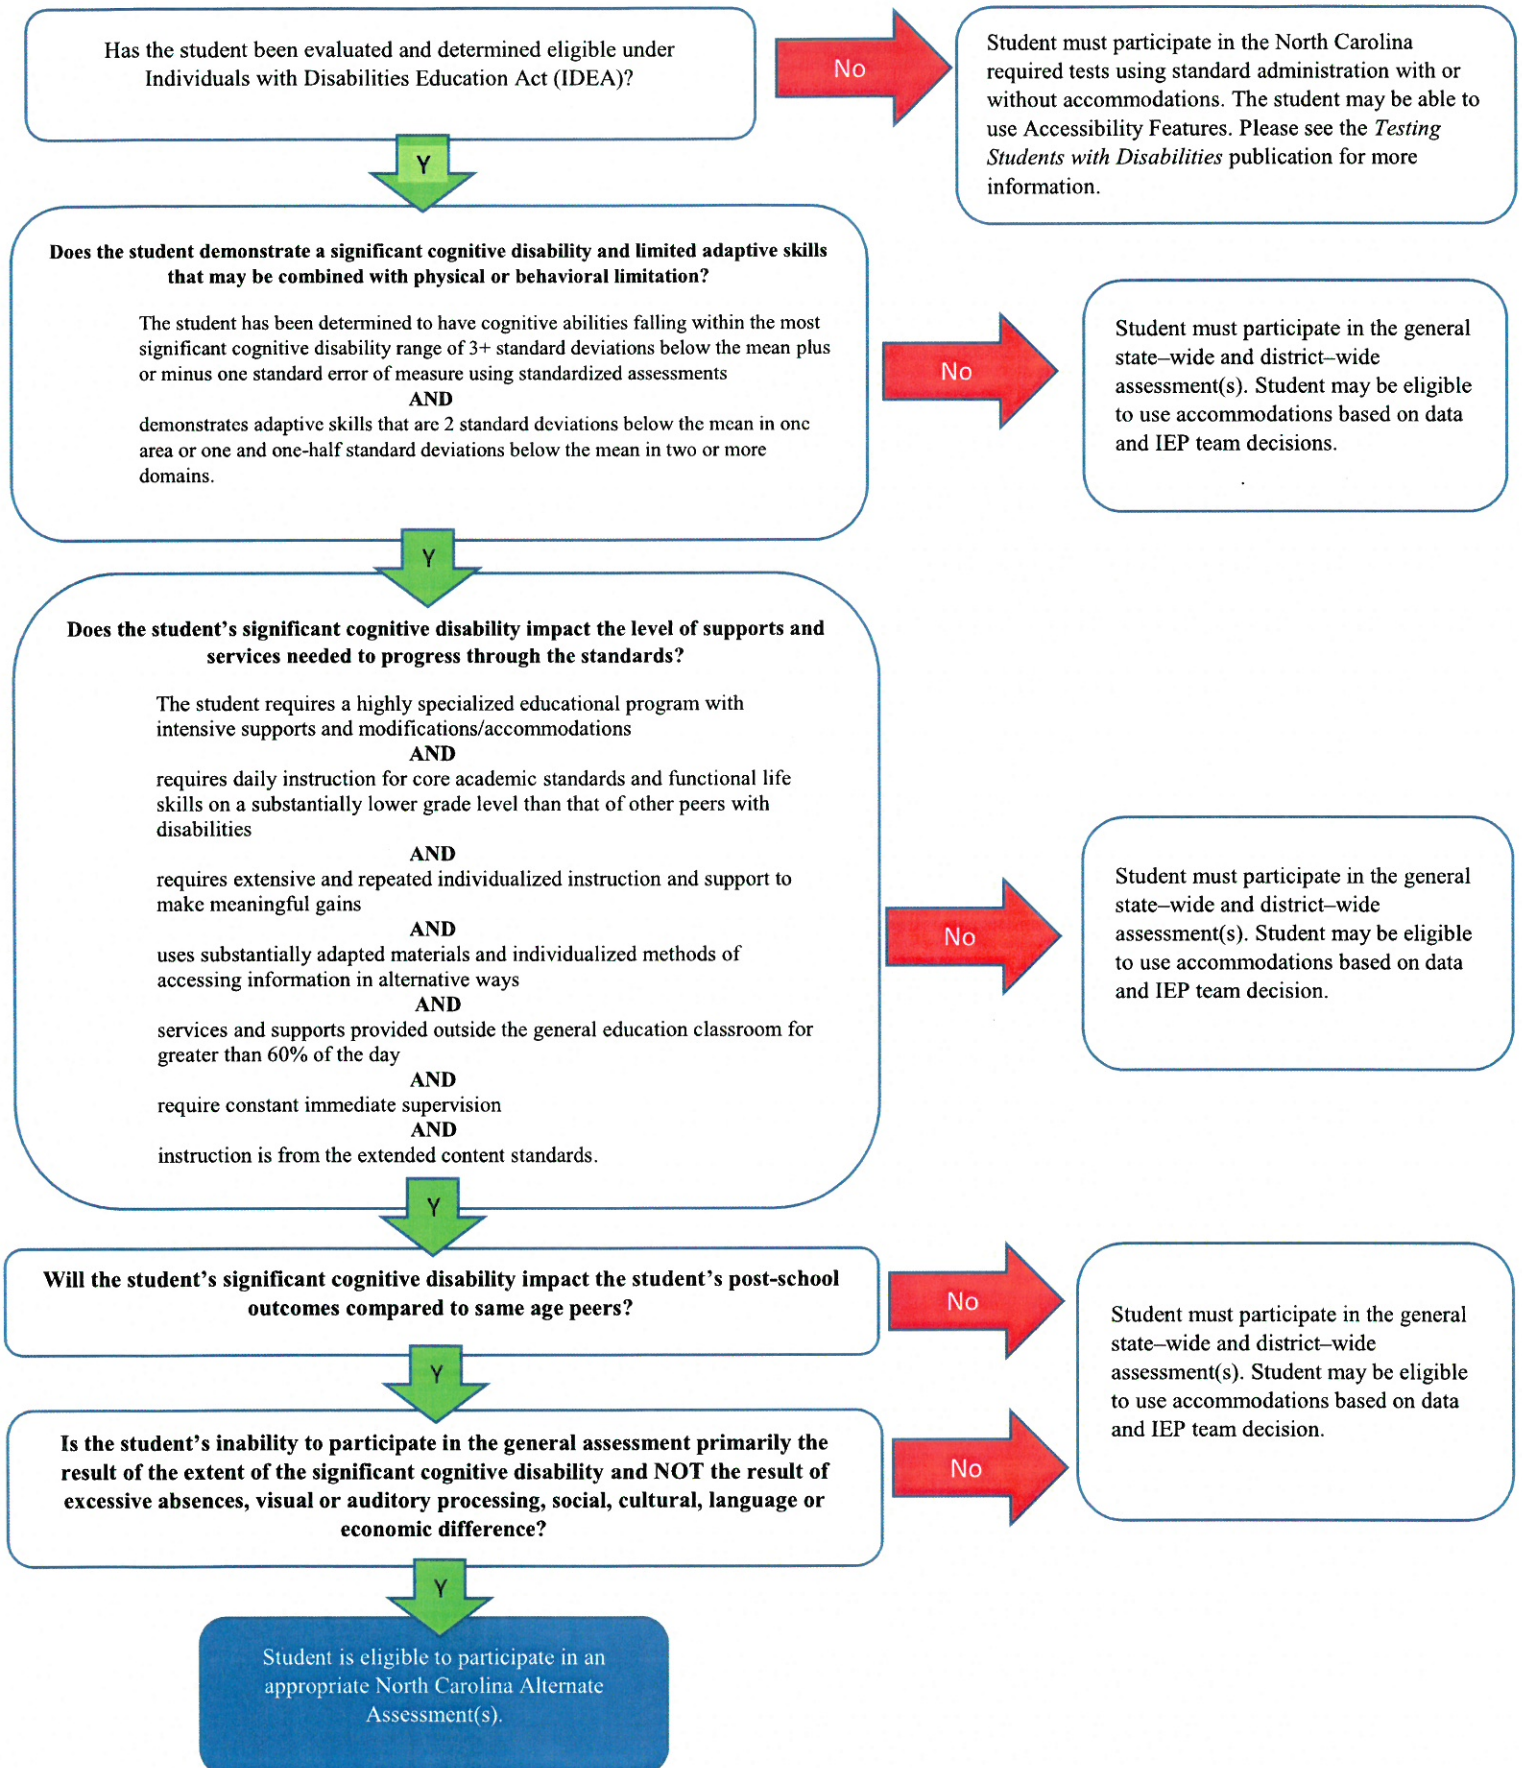 Has the student been evaluated and determined eligible under
Individuals with Disabilities Education Act (IDEA)?
No
Student must participate in the North Carolina
required tests using standard administration with or
without accommodations. The student may be able to
use Accessibility Features. Please see the Testing
Students with Disabilities publication for more
information.
Y
Does the student demonstrate a significant cognitive disability and limited adaptive skills
that may be combined with physical or behavioral limitation?
The student has been determined to have cognitive abilities falling within the most
significant cognitive disability range of 3+ standard deviations below the mean plus
or minus one standard error of measure using standardized assessments
AND
demonstrates adaptive skills that are 2 standard deviations below the mean in one
area or one and one-half standard deviations below the mean in two or more
domains.
No
Student must participate in the general
state–wide and district–wide
assessment(s). Student may be eligible
to use accommodations based on data
and IEP team decisions.
Y
Does the student's significant cognitive disability impact the level of supports and
services needed to progress through the standards?
The student requires a highly specialized educational program with
intensive supports and modifications/accommodations
AND
requires daily instruction for core academic standards and functional life
skills on a substantially lower grade level than that of other peers with
disabilities
AND
requires extensive and repeated individualized instruction and support to
make meaningful gains
AND
uses substantially adapted materials and individualized methods of
accessing information in alternative ways
AND
services and supports provided outside the general education classroom for
greater than 60% of the day
AND
require constant immediate supervision
AND
instruction is from the extended content standards.
No
Student must participate in the general
state–wide and district–wide
assessment(s). Student may be eligible
to use accommodations based on data
and IEP team decision.
Y
Will the student's significant cognitive disability impact the student's post-school
outcomes compared to same age peers?
No
Student must participate in the general
state–wide and district–wide
assessment(s). Student may be eligible
to use accommodations based on data
and IEP team decision.
Y
Is the student's inability to participate in the general assessment primarily the
result of the extent of the significant cognitive disability and NOT the result of
excessive absences, visual or auditory processing, social, cultural, language or
economic difference?
No
Y
Student is eligible to participate in an
appropriate North Carolina Alternate
Assessment(s).